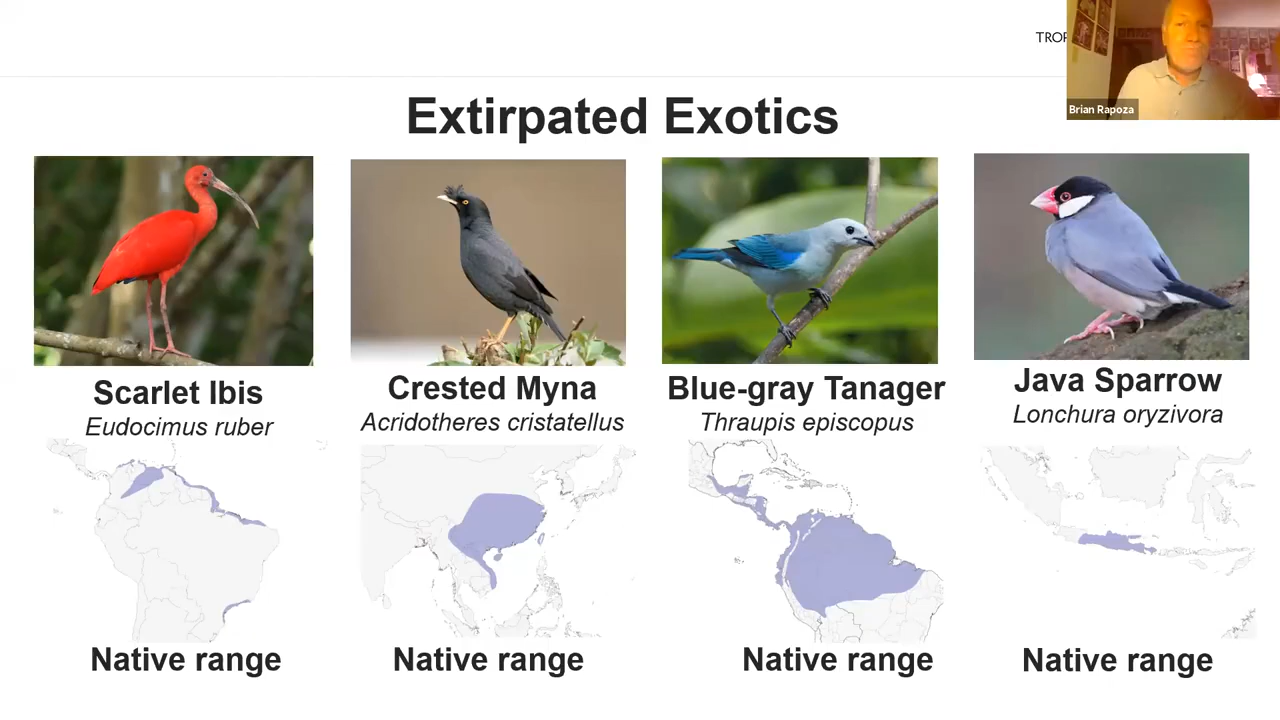 Brian Rapoza
Extirpated Exotics
Scarlet Ibis
Eudocimus ruber
Crested Myna
Acridotheres cristatellus
Blue-gray Tanager
Thraupis episcopus
Java Sparrow
Lonchura oryzivora
Native range
Native range
Native range
Native range